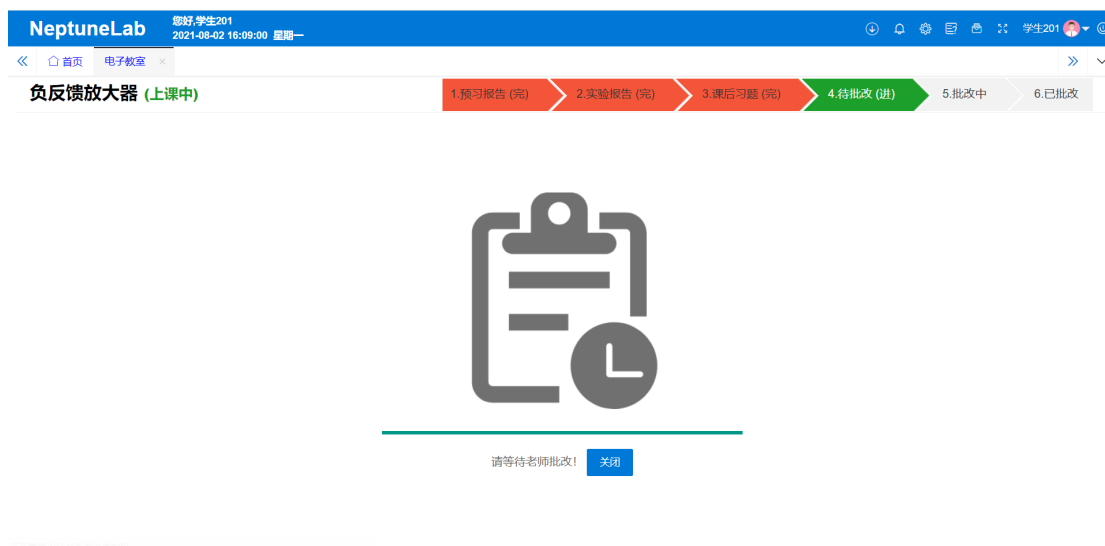 NeptuneLab
您好,学生201
2021-08-02 16:09:00 星期一
学生201
首页 电子教室
负反馈放大器 (上课中)
1.预习报告 (完) 2.实验报告 (完) 3.课后习题 (完) 4.待批改 (进) 5.批改中 6.已批改
请等待老师批改! 关闭